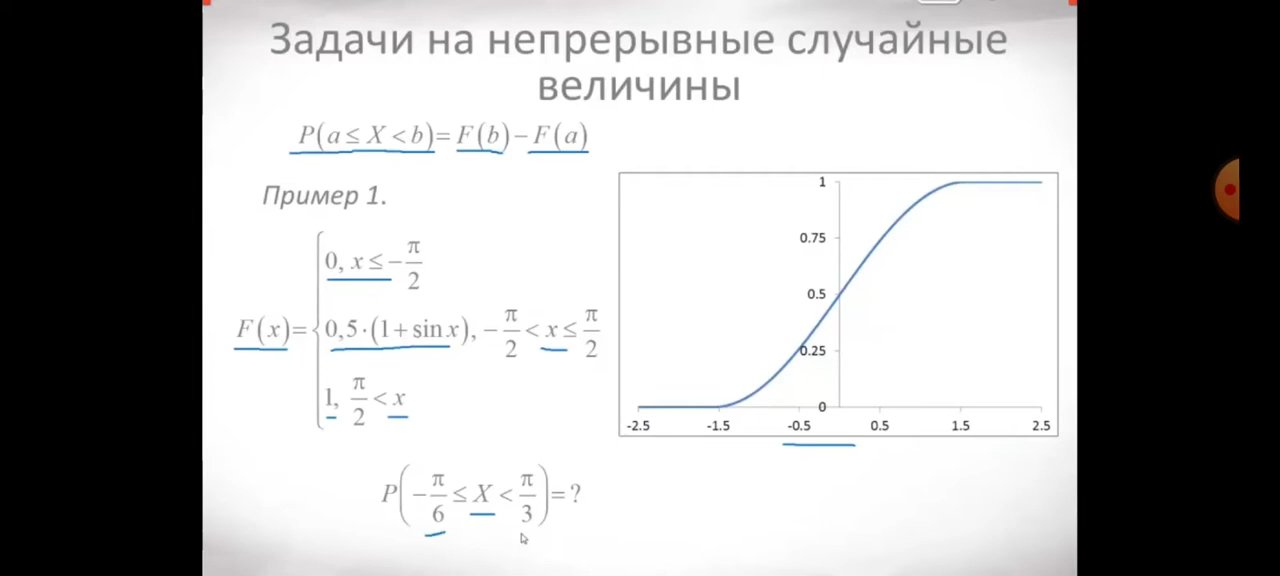 Задачи на непрерывные случайные
величины
P(a ≤ X < b) = F(b) − F(a)
Пример 1.
0, x ≤ −π/2
F(x) = { 0,5·(1 + sin x), −π/2 < x ≤ π/2
1, π/2 < x
1
0.75
0.5
0.25
0
-2.5 -1.5 -0.5 0.5 1.5 2.5
P(−π/6 ≤ X < π/3) = ?